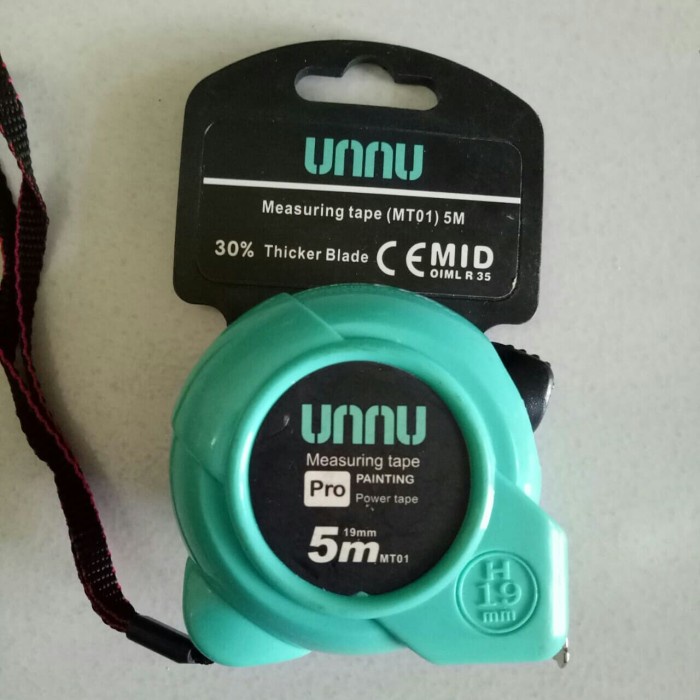 UNNU
Measuring tape (MT01) 5M
30% Thicker Blade CE MID
OIML R 35
UNNU
Measuring tape
Pro PAINTING
Power tape
19mm
5m MT01
H
19
mm